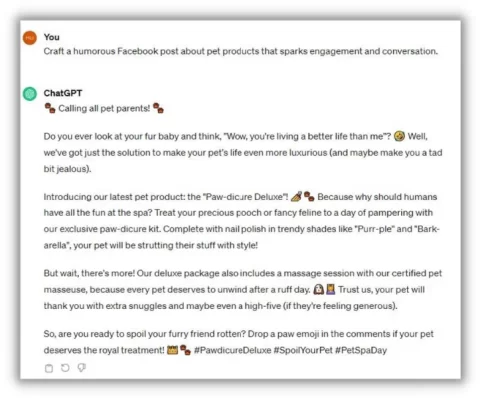 You
Craft a humorous Facebook post about pet products that sparks engagement and conversation.
ChatGPT
🐾 Calling all pet parents! 🐾
Do you ever look at your fur baby and think, "Wow, you're living a better life than me"? 🤣 Well,
we've got just the solution to make your pet's life even more luxurious (and maybe make you a tad
bit jealous).
Introducing our latest pet product: the "Paw-dicure Deluxe"! 💅🐾 Because why should humans
have all the fun at the spa? Treat your precious pooch or fancy feline to a day of pampering with
our exclusive paw-dicure kit. Complete with nail polish in trendy shades like "Purr-ple" and "Bark-
arella", your pet will be strutting their stuff with style!
But wait, there's more! Our deluxe package also includes a massage session with our certified pet
masseuse, because every pet deserves to unwind after a ruff day. 🐶💆 Trust us, your pet will
thank you with extra snuggles and maybe even a high-five (if they're feeling generous).
So, are you ready to spoil your furry friend rotten? Drop a paw emoji in the comments if your pet
deserves the royal treatment! 👑🐾 #PawdicureDeluxe #SpoilYourPet #PetSpaDay